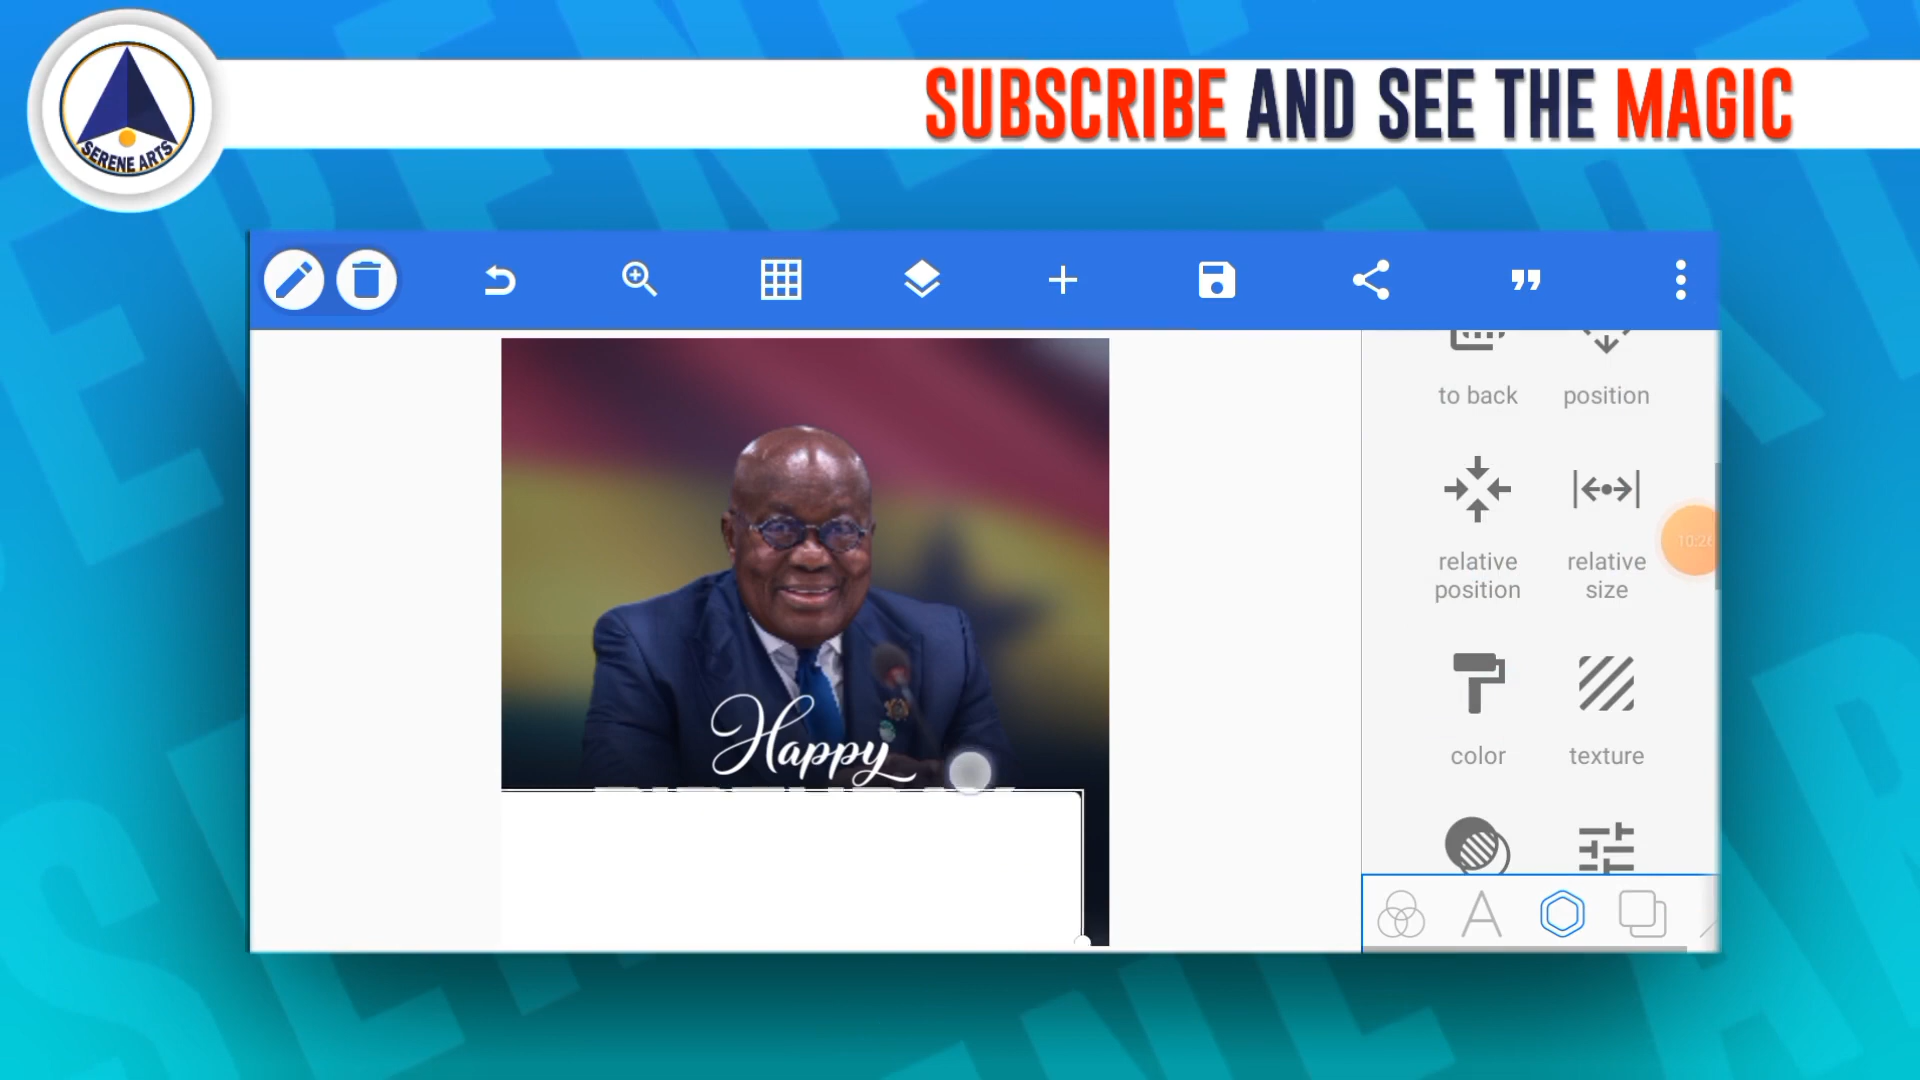 SUBSCRIBE AND SEE THE MAGIC
SERENE ARTS
to back
position
relative
position
relative
size
color
texture
Happy